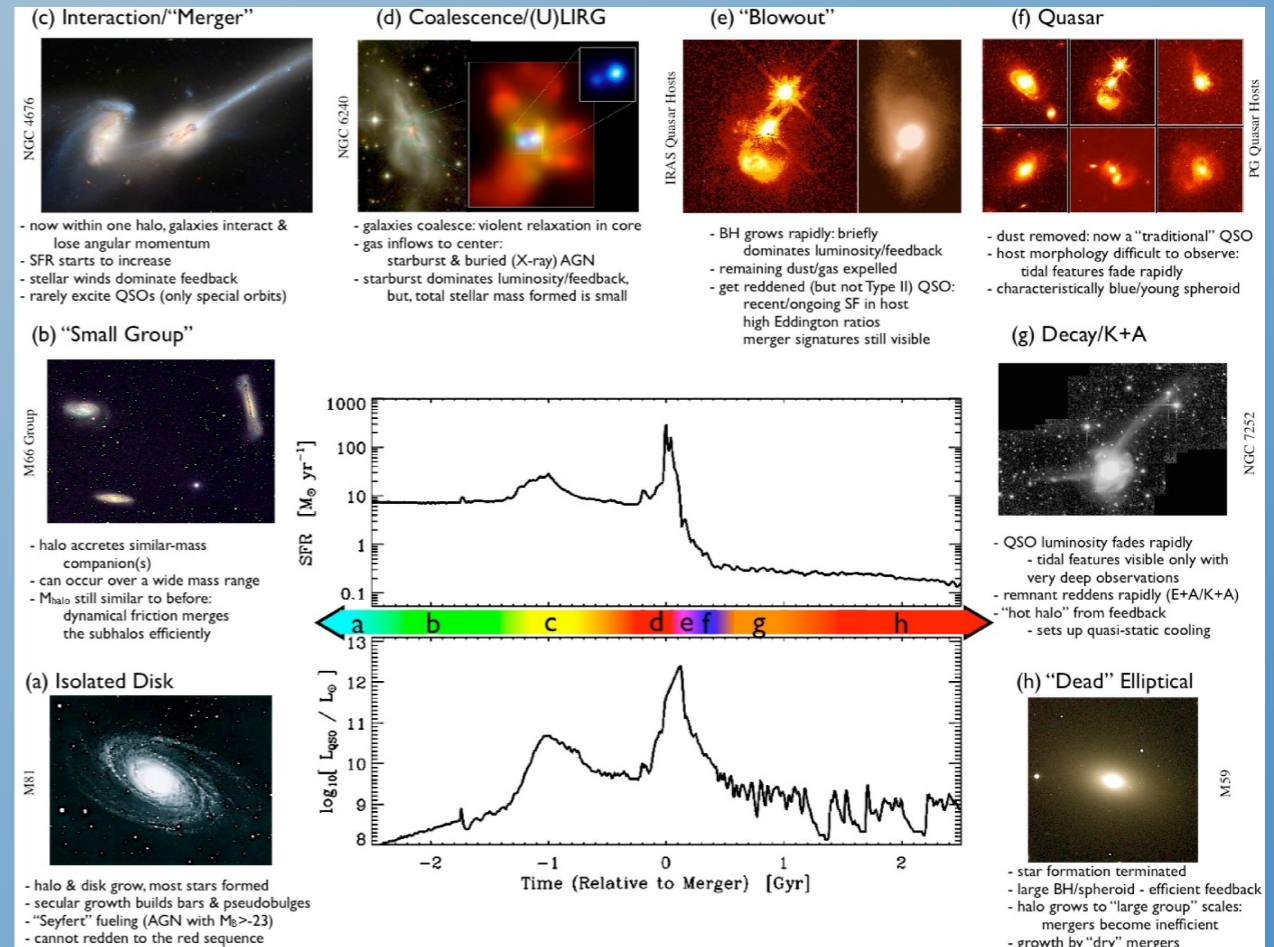 (c) Interaction/“Merger”
NGC 4676
- now within one halo, galaxies interact &
lose angular momentum
- SFR starts to increase
- stellar winds dominate feedback
- rarely excite QSOs (only special orbits)
(d) Coalescence/(U)LIRG
NGC 6240
- galaxies coalesce: violent relaxation in core
- gas inflows to center:
starburst & buried (X-ray) AGN
- starburst dominates luminosity/feedback,
but, total stellar mass formed is small
(e) “Blowout”
IRAS Quasar Hosts
- BH grows rapidly: briefly
dominates luminosity/feedback
- remaining dust/gas expelled
- get reddened (but not Type II) QSO:
recent/ongoing SF in host
high Eddington ratios
merger signatures still visible
(f) Quasar
PG Quasar Hosts
- dust removed: now a “traditional” QSO
- host morphology difficult to observe:
tidal features fade rapidly
- characteristically blue/young spheroid
(b) “Small Group”
M66 Group
- halo accretes similar-mass
companion(s)
- can occur over a wide mass range
- Mhalo still similar to before:
dynamical friction merges
the subhalos efficiently
(a) Isolated Disk
M81
- halo & disk grow, most stars formed
- secular growth builds bars & pseudobulges
- “Seyfert” fueling (AGN with MB>-23)
- cannot redden to the red sequence
1000
100
10
1
0.1
SFR [M⊙ yr⁻¹]
a b c d e f g h
13
12
11
10
9
8
log₁₀[ L_QSO / L⊙ ]
-2 -1 0 1 2
Time (Relative to Merger) [Gyr]
(g) Decay/K+A
NGC 7252
- QSO luminosity fades rapidly
- tidal features visible only with
very deep observations
- remnant reddens rapidly (E+A/K+A)
- “hot halo” from feedback
- sets up quasi-static cooling
(h) “Dead” Elliptical
M59
- star formation terminated
- large BH/spheroid - efficient feedback
- halo grows to “large group” scales:
mergers become inefficient
- growth by “dry” mergers